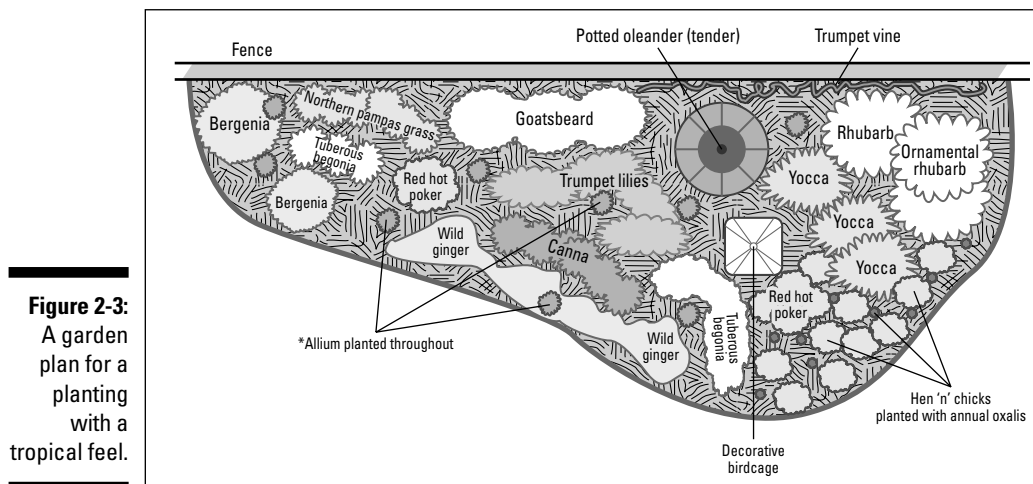 Fence
Potted oleander (tender)
Trumpet vine
Bergenia
Northern pampas grass
Goatsbeard
Rhubarb
Ornamental
rhubarb
Tuberous
begonia
Red hot
poker
Trumpet lilies
Yocca
Bergenia
Yocca
Wild
ginger
Canna
Yocca
Red hot
poker
Tuberous
begonia
Wild
ginger
*Allium planted throughout
Hen 'n' chicks
planted with annual oxalis
Decorative
birdcage
Figure 2-3:
A garden
plan for a
planting
with a
tropical feel.